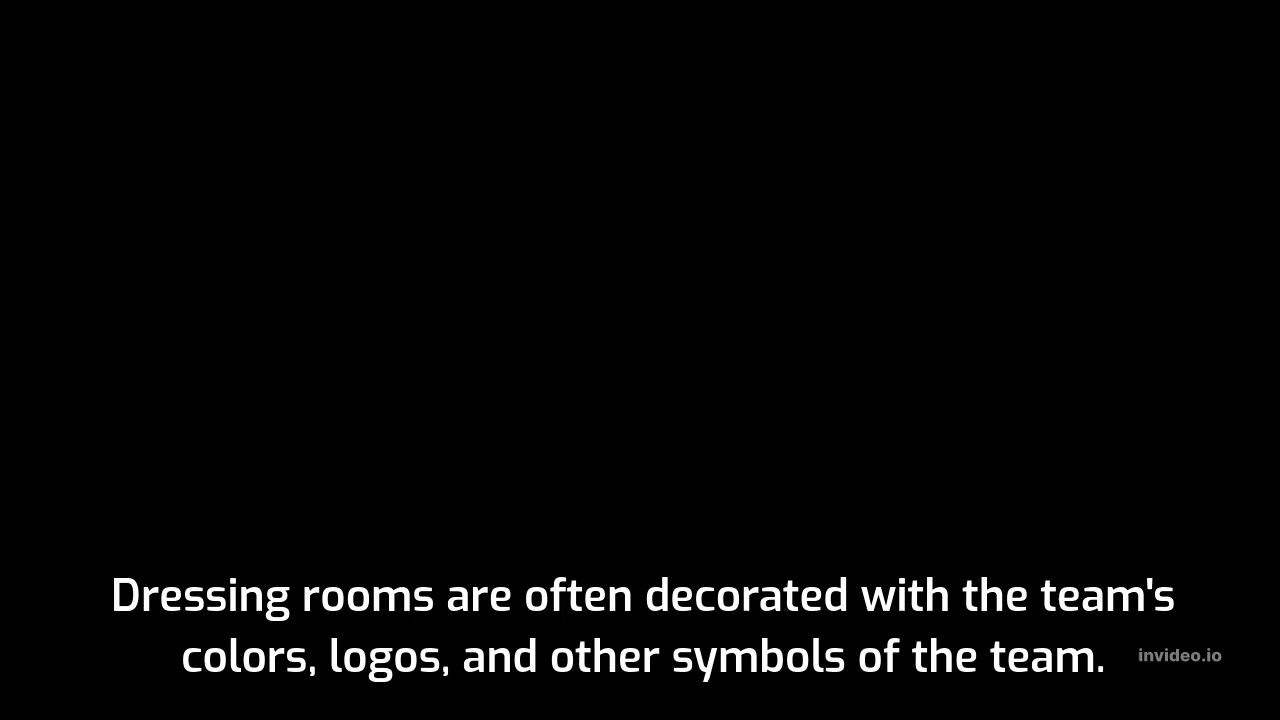 Dressing rooms are often decorated with the team's
colors, logos, and other symbols of the team.
invideo.io